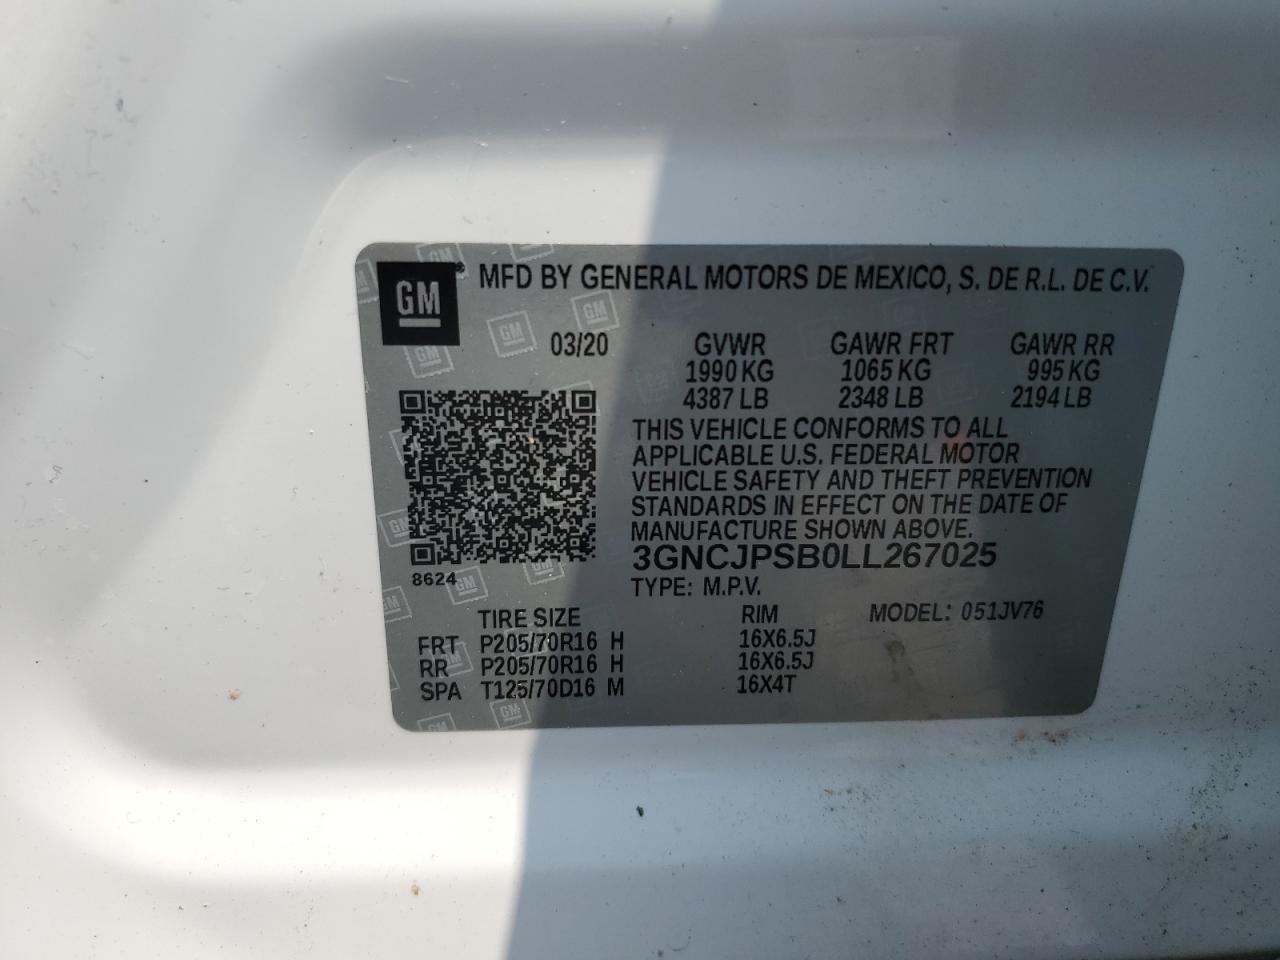 GM ® MFD BY GENERAL MOTORS DE MEXICO, S. DE R.L. DE C.V.
03/20 GVWR GAWR FRT GAWR RR
1990 KG 1065 KG 995 KG
4387 LB 2348 LB 2194 LB
THIS VEHICLE CONFORMS TO ALL
APPLICABLE U.S. FEDERAL MOTOR
VEHICLE SAFETY AND THEFT PREVENTION
STANDARDS IN EFFECT ON THE DATE OF
MANUFACTURE SHOWN ABOVE.
3GNCJPSB0LL267025
8624
TYPE: M.P.V.
TIRE SIZE RIM MODEL: 051JV76
FRT P205/70R16 H 16X6.5J
RR P205/70R16 H 16X6.5J
SPA T125/70D16 M 16X4T